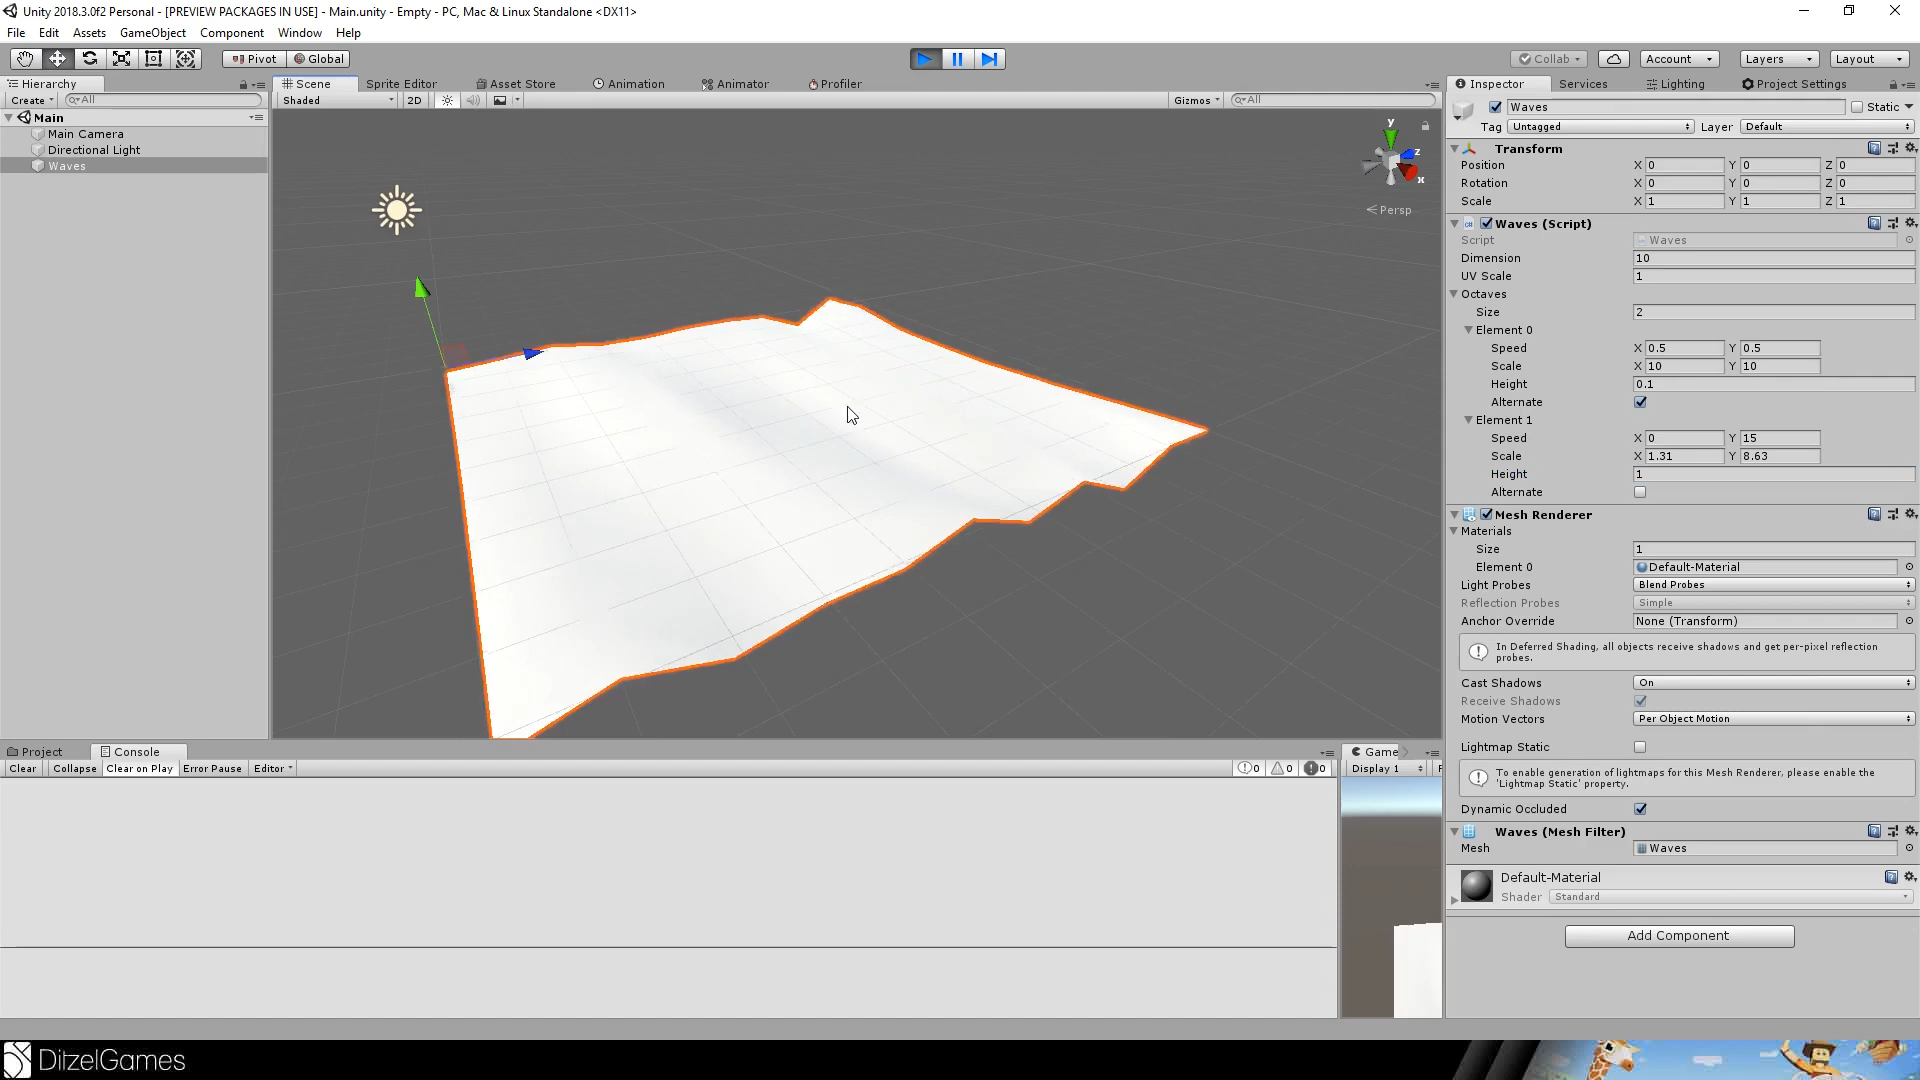 Unity 2018.3.0f2 Personal - [PREVIEW PACKAGES IN USE] - Main.unity - Empty - PC, Mac & Linux Standalone <DX11>
File Edit Assets GameObject Component Window Help
Pivot Global Collab Account Layers Layout
Hierarchy
Create All
Main
Main Camera
Directional Light
Waves
Scene Sprite Editor Asset Store Animation Animator Profiler
Shaded 2D Gizmos All
y
z
x
Persp
Inspector Services Lighting Project Settings
Waves Static
Tag Untagged Layer Default
Transform
Position X 0 Y 0 Z 0
Rotation X 0 Y 0 Z 0
Scale X 1 Y 1 Z 1
Waves (Script)
Script Waves
Dimension 10
UV Scale 1
Octaves
Size 2
Element 0
Speed X 0.5 Y 0.5
Scale X 10 Y 10
Height 0.1
Alternate
Element 1
Speed X 0 Y 15
Scale X 1.31 Y 8.63
Height 1
Alternate
Mesh Renderer
Materials
Size 1
Element 0 Default-Material
Light Probes Blend Probes
Reflection Probes Simple
Anchor Override None (Transform)
In Deferred Shading, all objects receive shadows and get per-pixel reflection
probes.
Cast Shadows On
Receive Shadows
Motion Vectors Per Object Motion
Lightmap Static
To enable generation of lightmaps for this Mesh Renderer, please enable the
'Lightmap Static' property.
Dynamic Occluded
Waves (Mesh Filter)
Mesh Waves
Default-Material
Shader Standard
Add Component
Project Console
Clear Collapse Clear on Play Error Pause Editor 0 0 0
Game
Display 1
DitzelGames